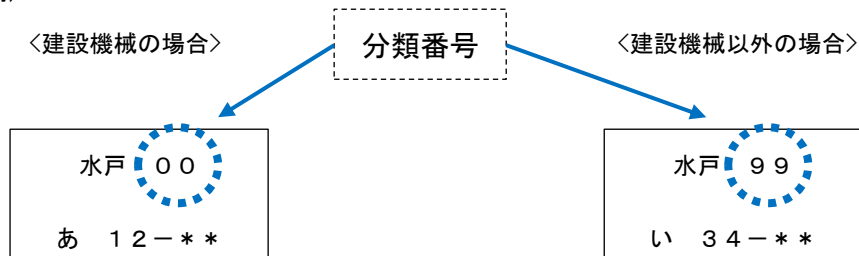 〈建設機械の場合〉
分類番号
〈建設機械以外の場合〉
水戸 ００
あ １２－＊＊
水戸 ９９
い ３４－＊＊